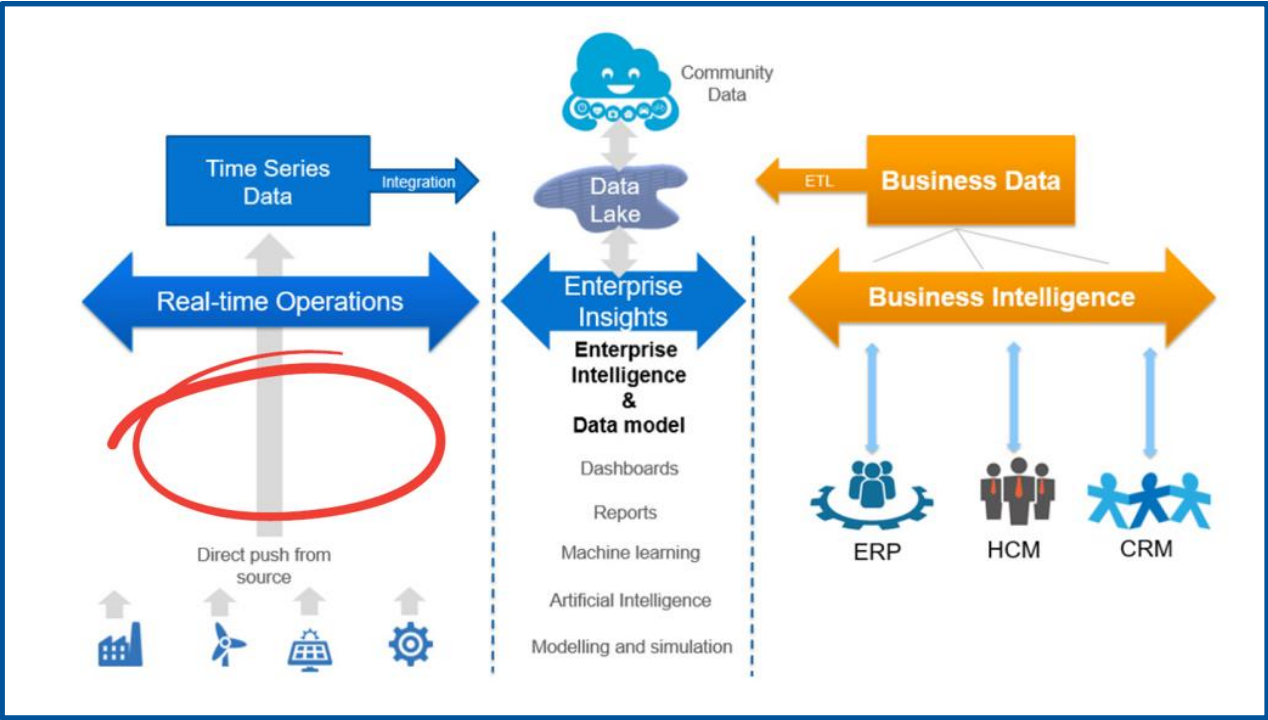 Community
Data
Time Series
Data
Integration
Data
Lake
ETL
Business Data
Real-time Operations
Enterprise
Insights
Business Intelligence
Enterprise
Intelligence
&
Data model
Dashboards
Reports
Machine learning
Artificial Intelligence
Modelling and simulation
Direct push from
source
ERP
HCM
CRM